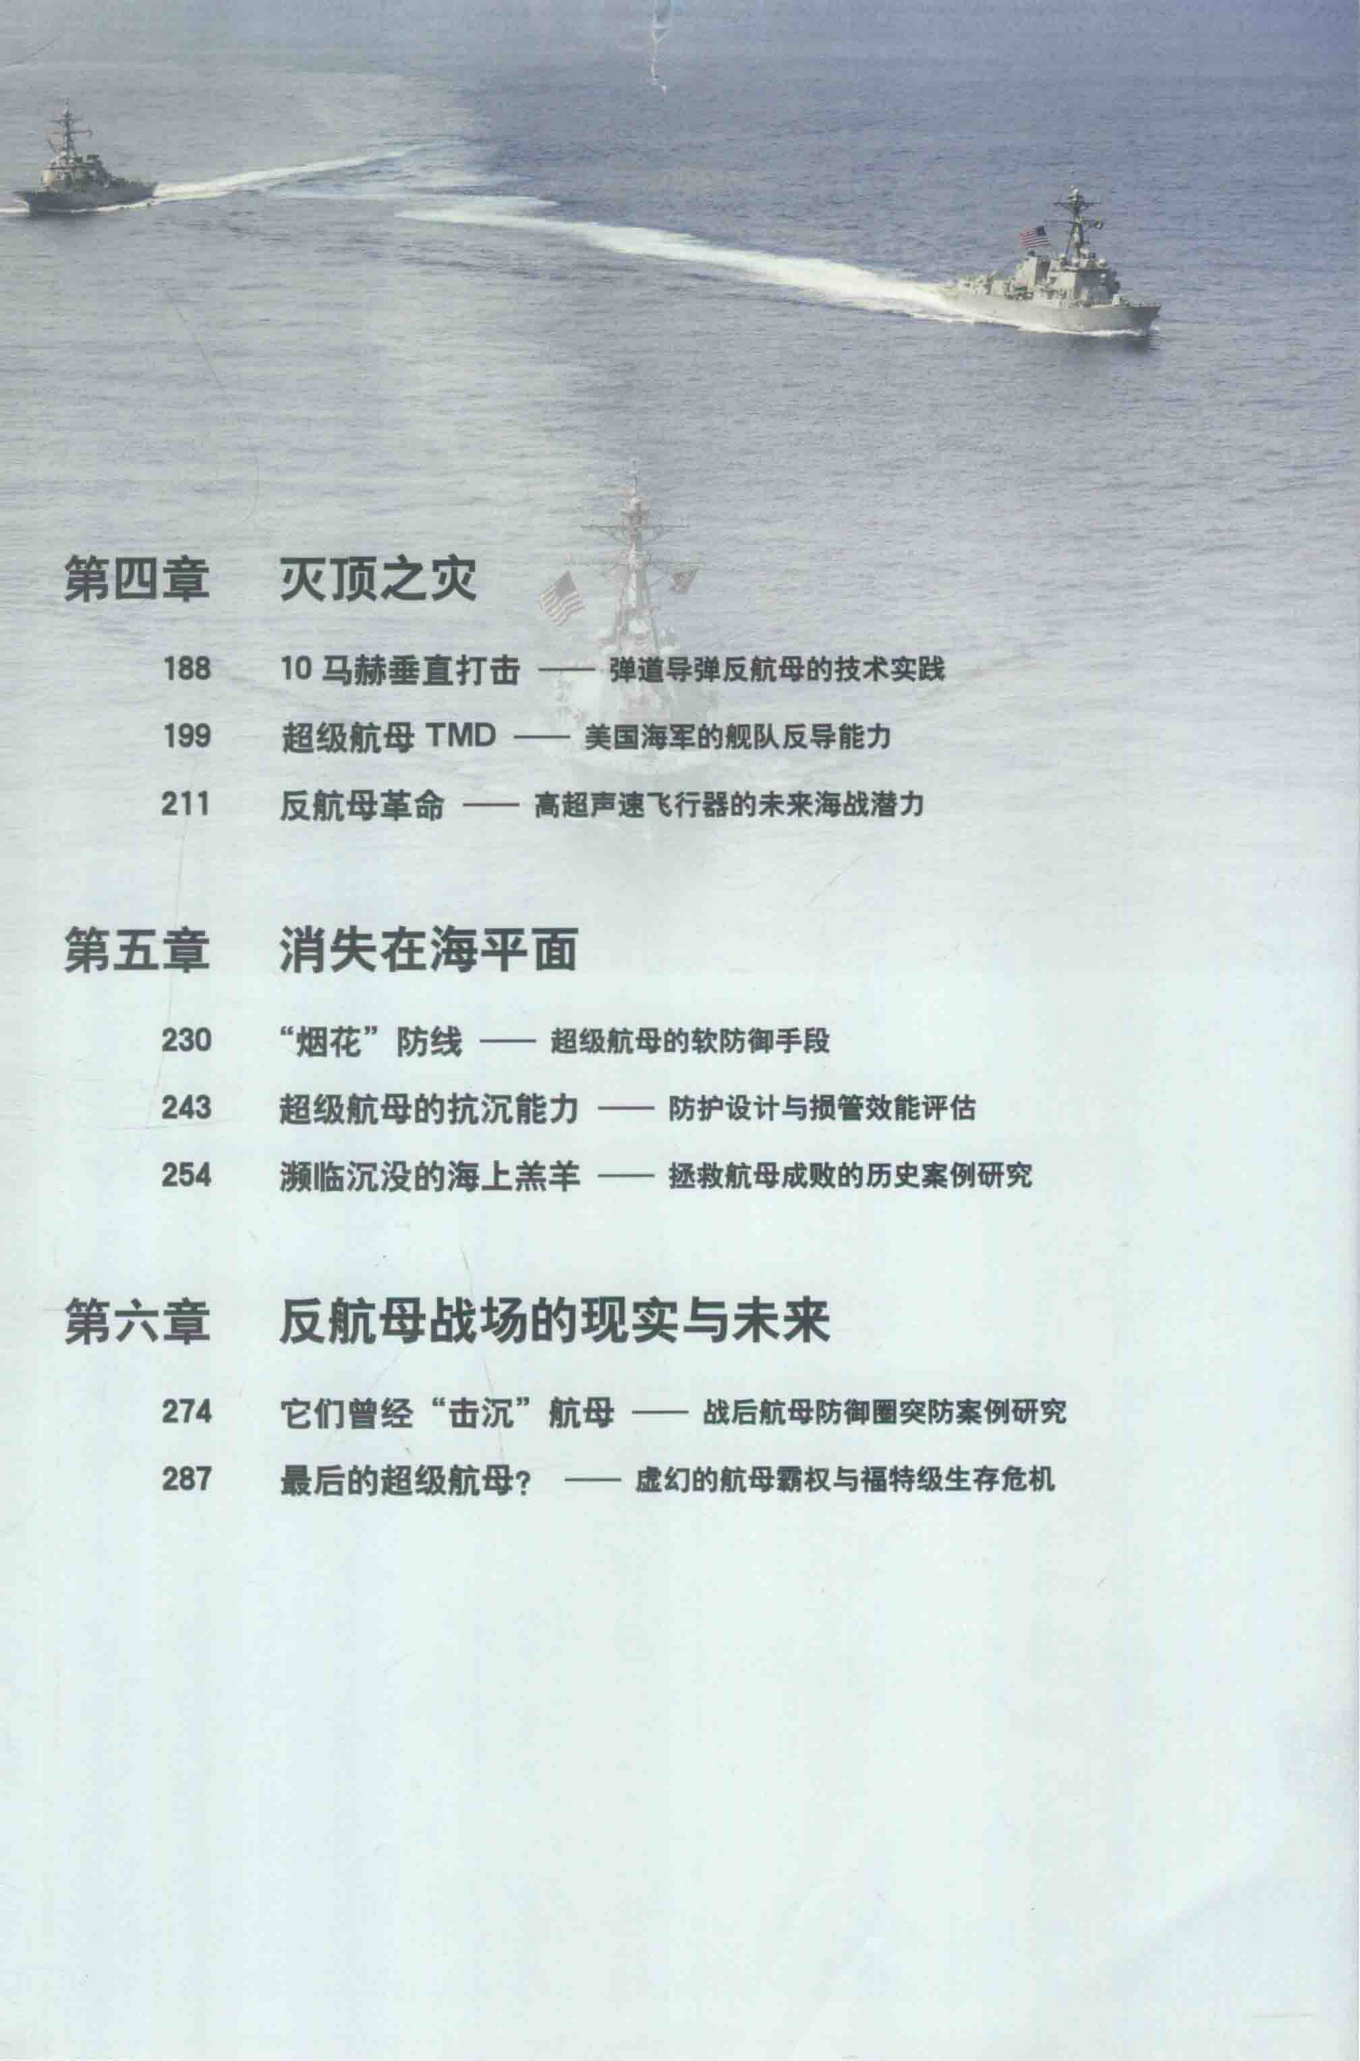 第四章 灭顶之灾
188 10 马赫垂直打击 —— 弹道导弹反航母的技术实践
199 超级航母 TMD —— 美国海军的舰队反导能力
211 反航母革命 —— 高超声速飞行器的未来海战潜力
第五章 消失在海平面
230 “烟花”防线 —— 超级航母的软防御手段
243 超级航母的抗沉能力 —— 防护设计与损管效能评估
254 濒临沉没的海上羔羊 —— 拯救航母成败的历史案例研究
第六章 反航母战场的现实与未来
274 它们曾经“击沉”航母 —— 战后航母防御圈突防案例研究
287 最后的超级航母? —— 虚幻的航母霸权与福特级生存危机